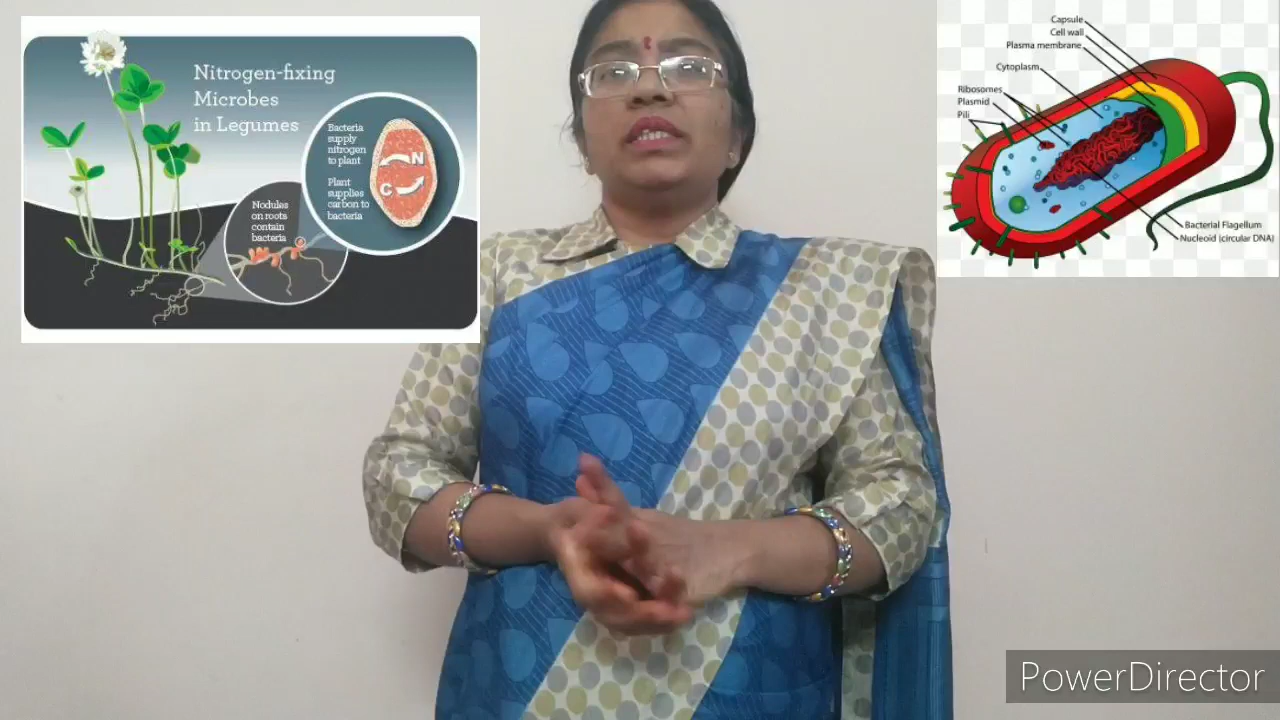 Nitrogen-fixing
Microbes
in Legumes
Bacteria
supply
nitrogen
to plant
N
C
Plant
supplies
carbon to
bacteria
Nodules
on roots
contain
bacteria
Capsule
Cell wall
Plasma membrane
Cytoplasm
Ribosomes
Plasmid
Pili
Bacterial Flagellum
Nucleoid (circular DNA)
PowerDirector